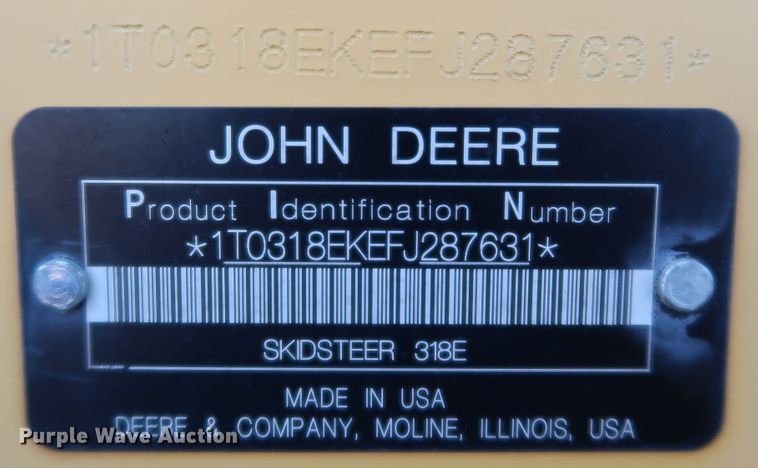 *1T0318EKEFJ287631*
JOHN DEERE
Product Identification Number
*1T0318EKEFJ287631*
SKIDSTEER 318E
MADE IN USA
DEERE & COMPANY, MOLINE, ILLINOIS, USA
Purple Wave Auction